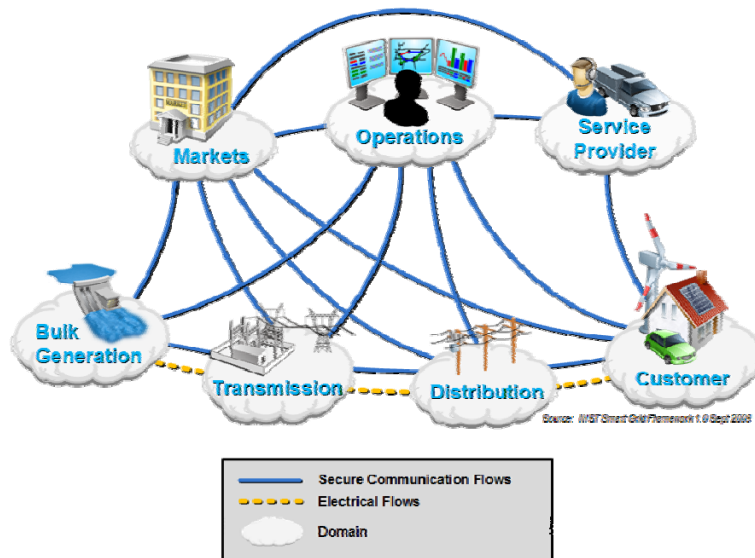 MARKET
Markets
Operations
Service
Provider
Bulk
Generation
Transmission
Distribution
Customer
Source: NIST Smart Grid Framework 1.0 Sept 2009
Secure Communication Flows
Electrical Flows
Domain